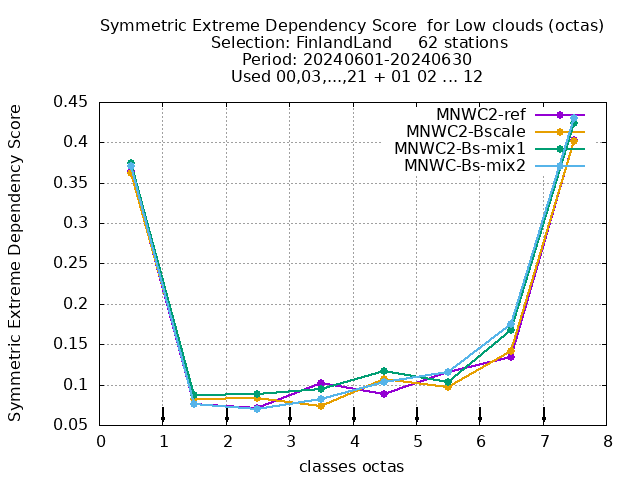 Symmetric Extreme Dependency Score  for Low clouds (octas)
Selection: FinlandLand     62 stations
Period: 20240601-20240630
Used 00,03,...,21 + 01 02 ... 12
Symmetric Extreme Dependency Score
0.45
0.4
0.35
0.3
0.25
0.2
0.15
0.1
0.05
MNWC2-ref
MNWC2-Bscale
MNWC2-Bs-mix1
MNWC-Bs-mix2
0 1 2 3 4 5 6 7 8
classes octas